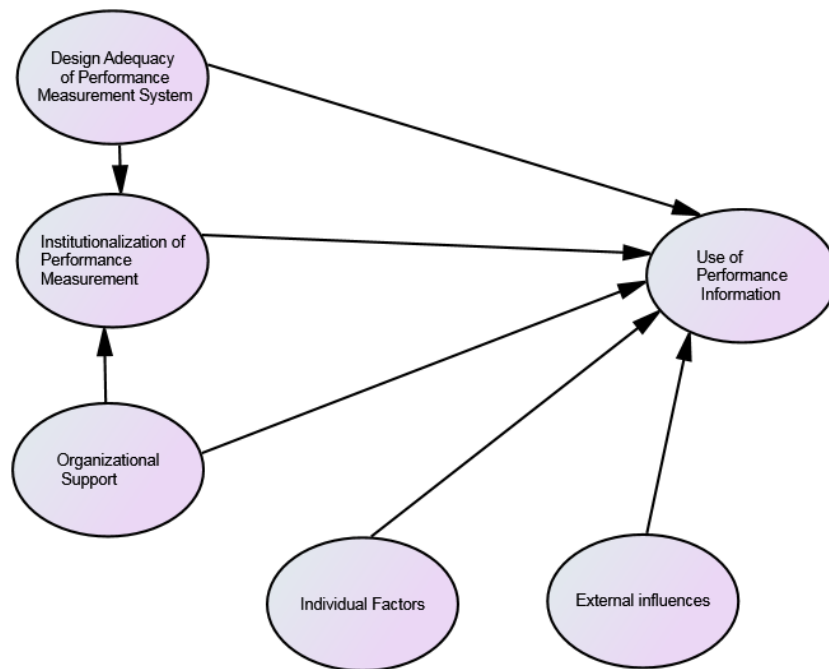 Design Adequacy
of Performance
Measurement System
Institutionalization of
Performance
Measurement
Use of
Performance
Information
Organizational
Support
Individual Factors
External influences